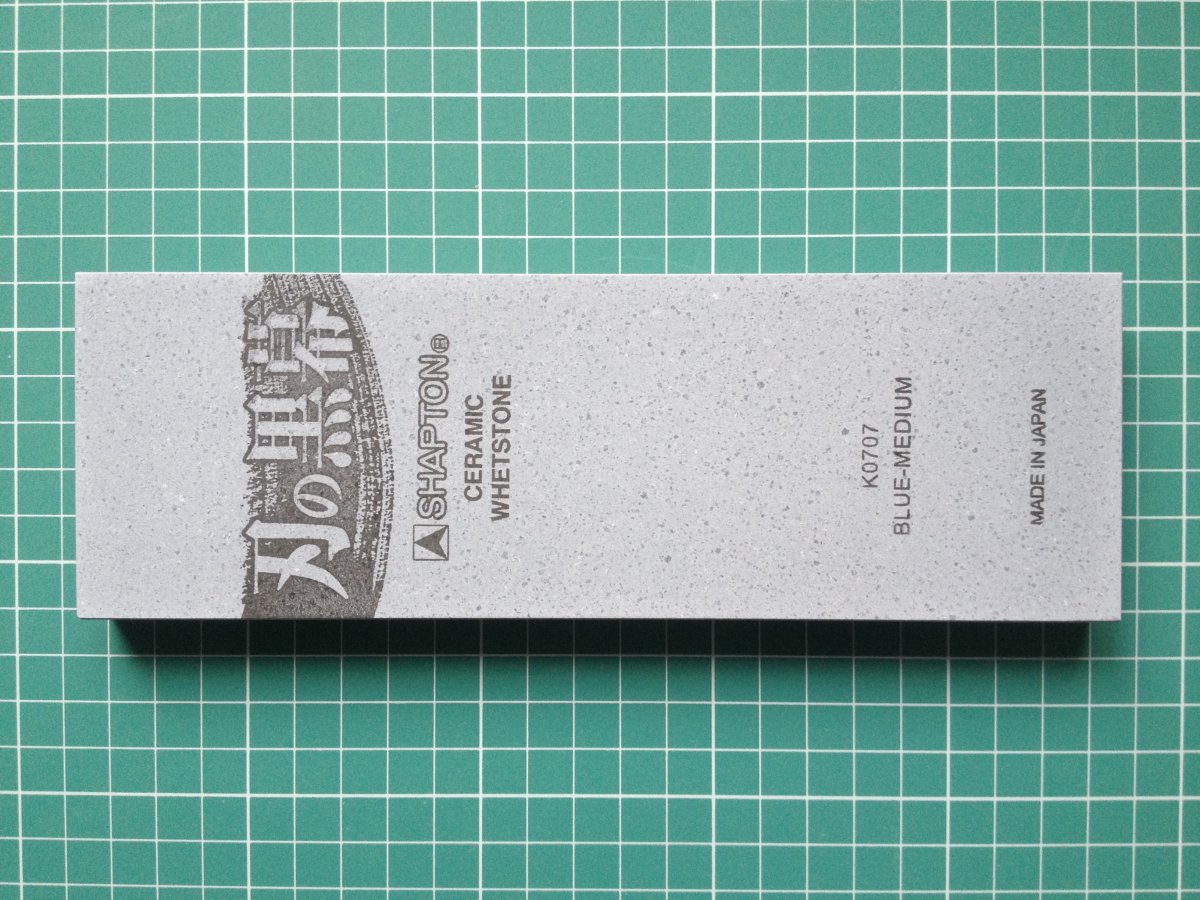 刃の黒幕
SHAPTON®
CERAMIC
WHETSTONE
K0707
BLUE-MEDIUM
MADE IN JAPAN